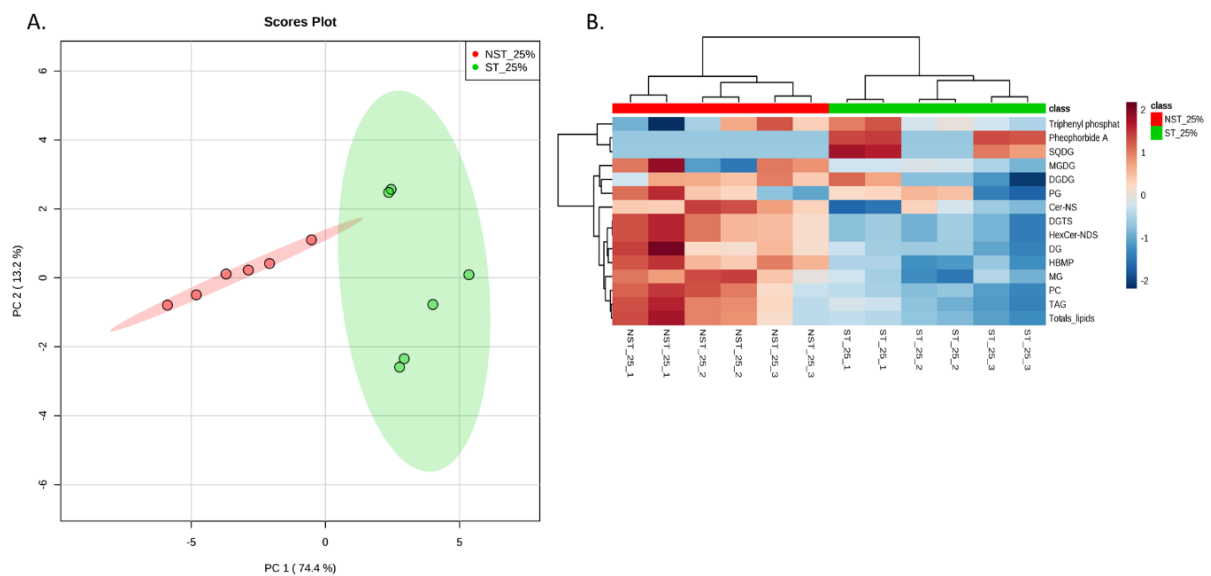 A.
Scores Plot
NST_25%
ST_25%
6
4
2
0
-2
-4
-6
PC 2 ( 13.2 %)
-5
0
5
PC 1 ( 74.4 %)
B.
class
Triphenyl phosphat
Pheophorbide A
SQDG
MGDG
DGDG
PG
Cer-NS
DGTS
HexCer-NDS
DG
HBMP
MG
PC
TAG
Totals_lipids
NST_25_1
NST_25_1
NST_25_2
NST_25_2
NST_25_3
NST_25_3
ST_25_1
ST_25_1
ST_25_2
ST_25_2
ST_25_3
ST_25_3
2
1
0
-1
-2
class
NST_25%
ST_25%